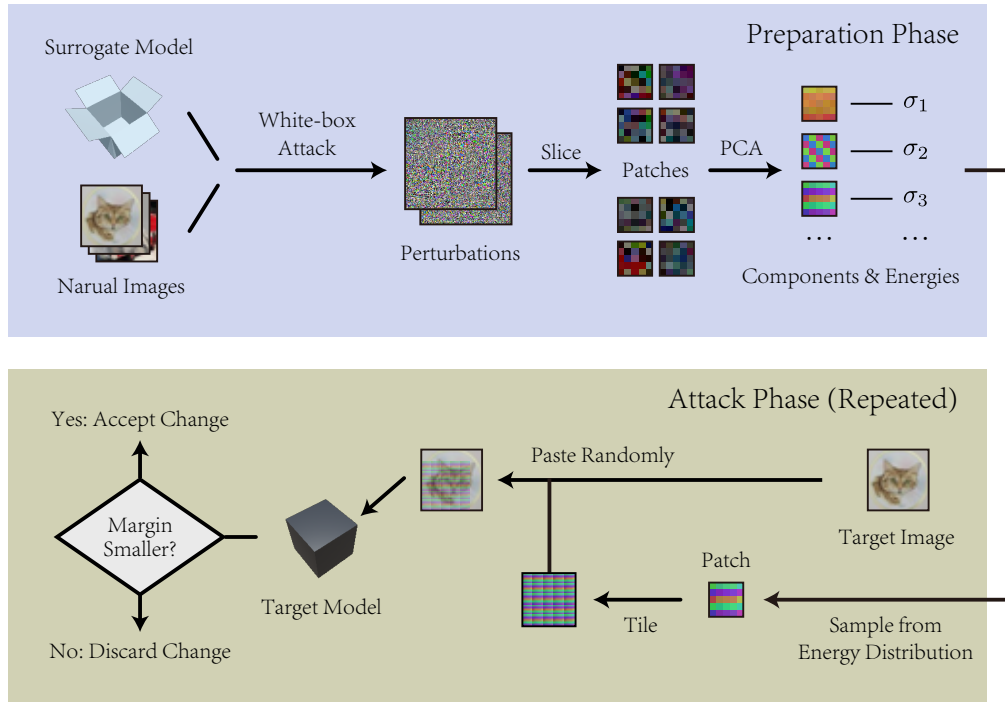 Preparation Phase
Surrogate Model
White-box
Attack
Slice
Patches
PCA
σ1
σ2
σ3
... ...
Narual Images
Perturbations
Components & Energies
Attack Phase (Repeated)
Yes: Accept Change
Paste Randomly
Margin
Smaller?
Target Image
Target Model
Patch
Tile
Sample from
Energy Distribution
No: Discard Change